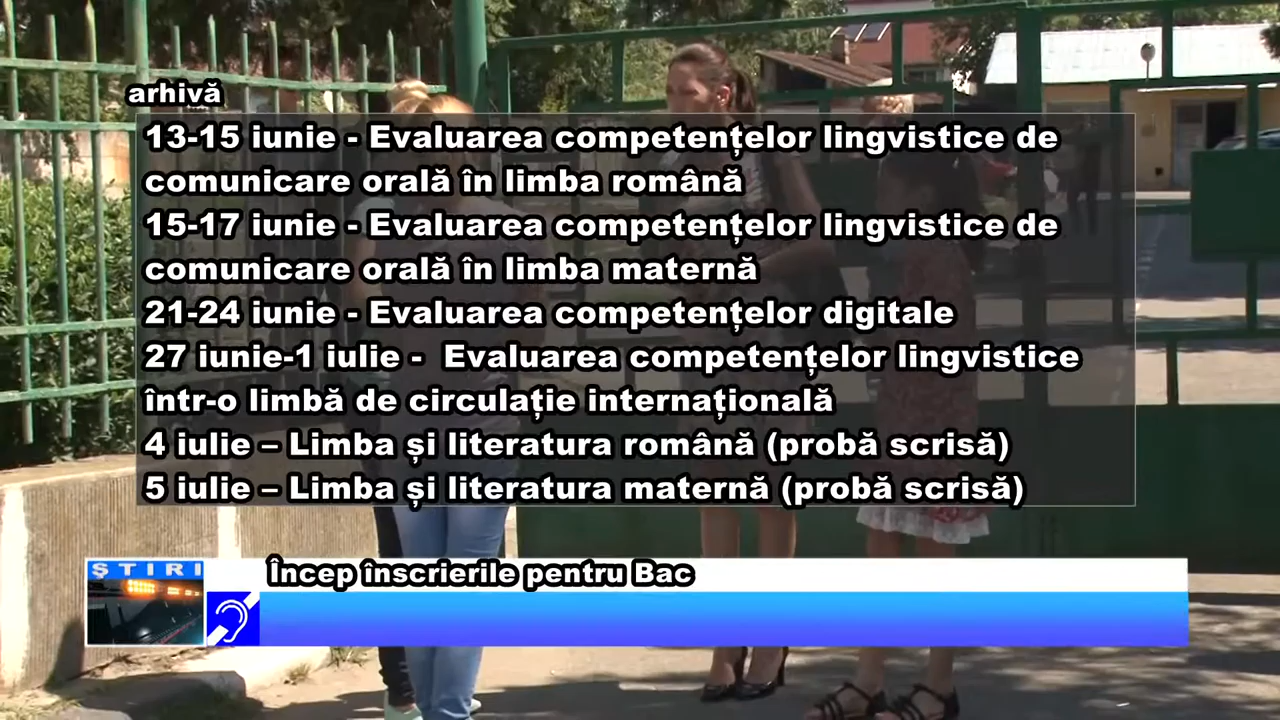 arhivă
13-15 iunie - Evaluarea competențelor lingvistice de
comunicare orală în limba română
15-17 iunie - Evaluarea competențelor lingvistice de
comunicare orală în limba maternă
21-24 iunie - Evaluarea competențelor digitale
27 iunie-1 iulie -  Evaluarea competențelor lingvistice
într-o limbă de circulație internațională
4 iulie – Limba și literatura română (probă scrisă)
5 iulie – Limba și literatura maternă (probă scrisă)
ȘTIRI
Încep înscrierile pentru Bac